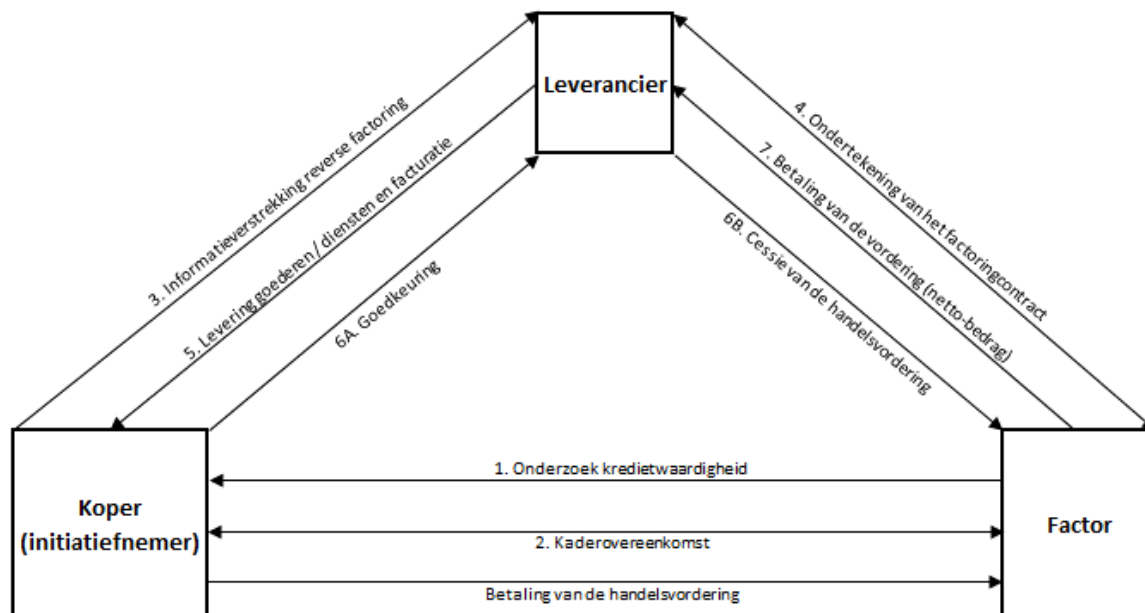 Leverancier
3. Informatieverstrekking reverse factoring
5. Levering goederen / diensten en facturatie
6A. Goedkeuring
4. Ondertekening van het factoringcontract
7. Betaling van de vordering (netto-bedrag)
6B. Cessie van de handelsvordering
1. Onderzoek kredietwaardigheid
Koper
(initiatiefnemer)
Factor
2. Kaderovereenkomst
Betaling van de handelsvordering